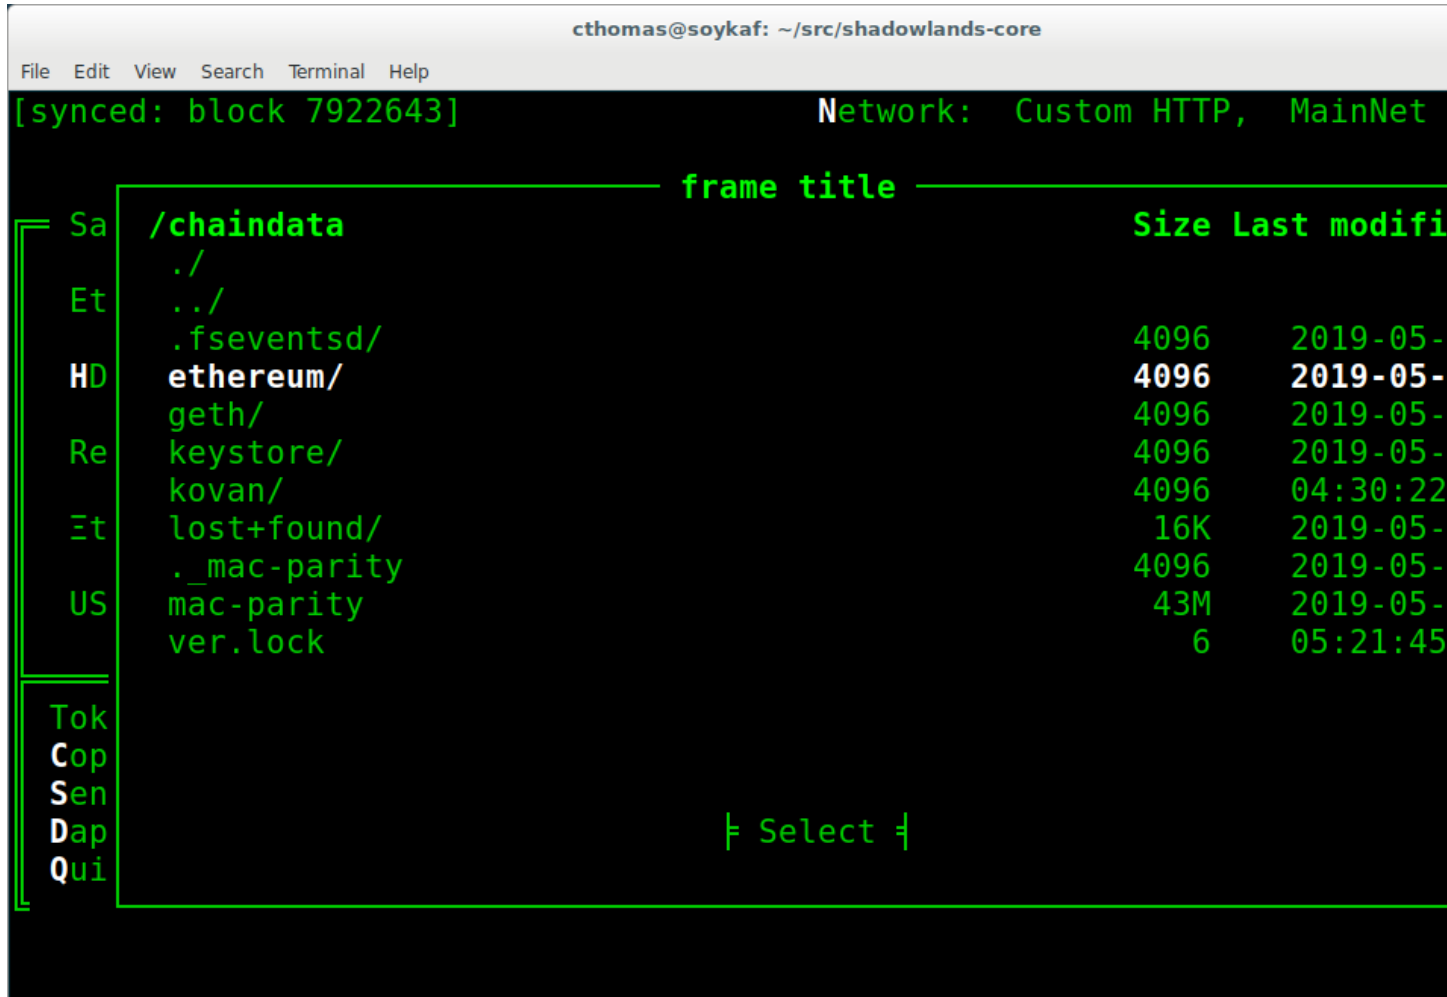 cthomas@soykaf: ~/src/shadowlands-core
File Edit View Search Terminal Help
[synced: block 7922643] Network: Custom HTTP, MainNet
frame title
Sa /chaindata Size Last modifi
./
Et ../
.fseventsd/ 4096 2019-05-
HD ethereum/ 4096 2019-05-
geth/ 4096 2019-05-
Re keystore/ 4096 2019-05-
kovan/ 4096 04:30:22
Ξt lost+found/ 16K 2019-05-
._mac-parity 4096 2019-05-
US mac-parity 43M 2019-05-
ver.lock 6 05:21:45
Tok
Cop
Sen
Dap Select
Qui